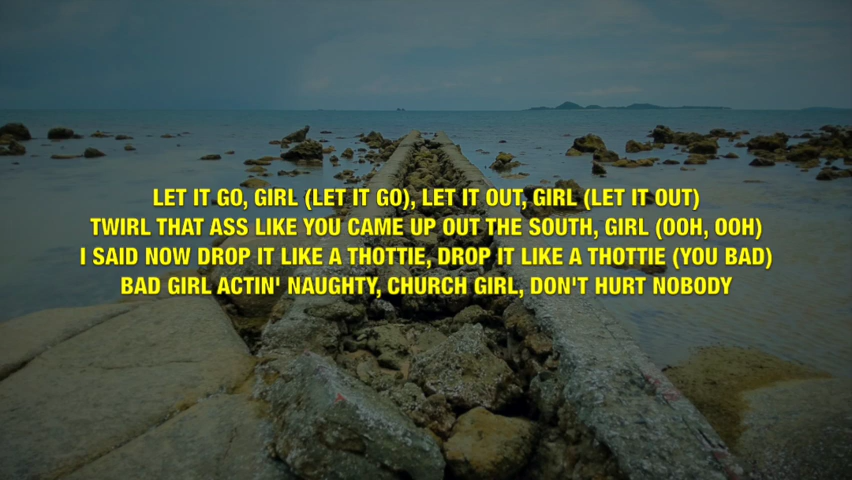 LET IT GO, GIRL (LET IT GO), LET IT OUT, GIRL (LET IT OUT)
TWIRL THAT ASS LIKE YOU CAME UP OUT THE SOUTH, GIRL (OOH, OOH)
I SAID NOW DROP IT LIKE A THOTTIE, DROP IT LIKE A THOTTIE (YOU BAD)
BAD GIRL ACTIN' NAUGHTY, CHURCH GIRL, DON'T HURT NOBODY